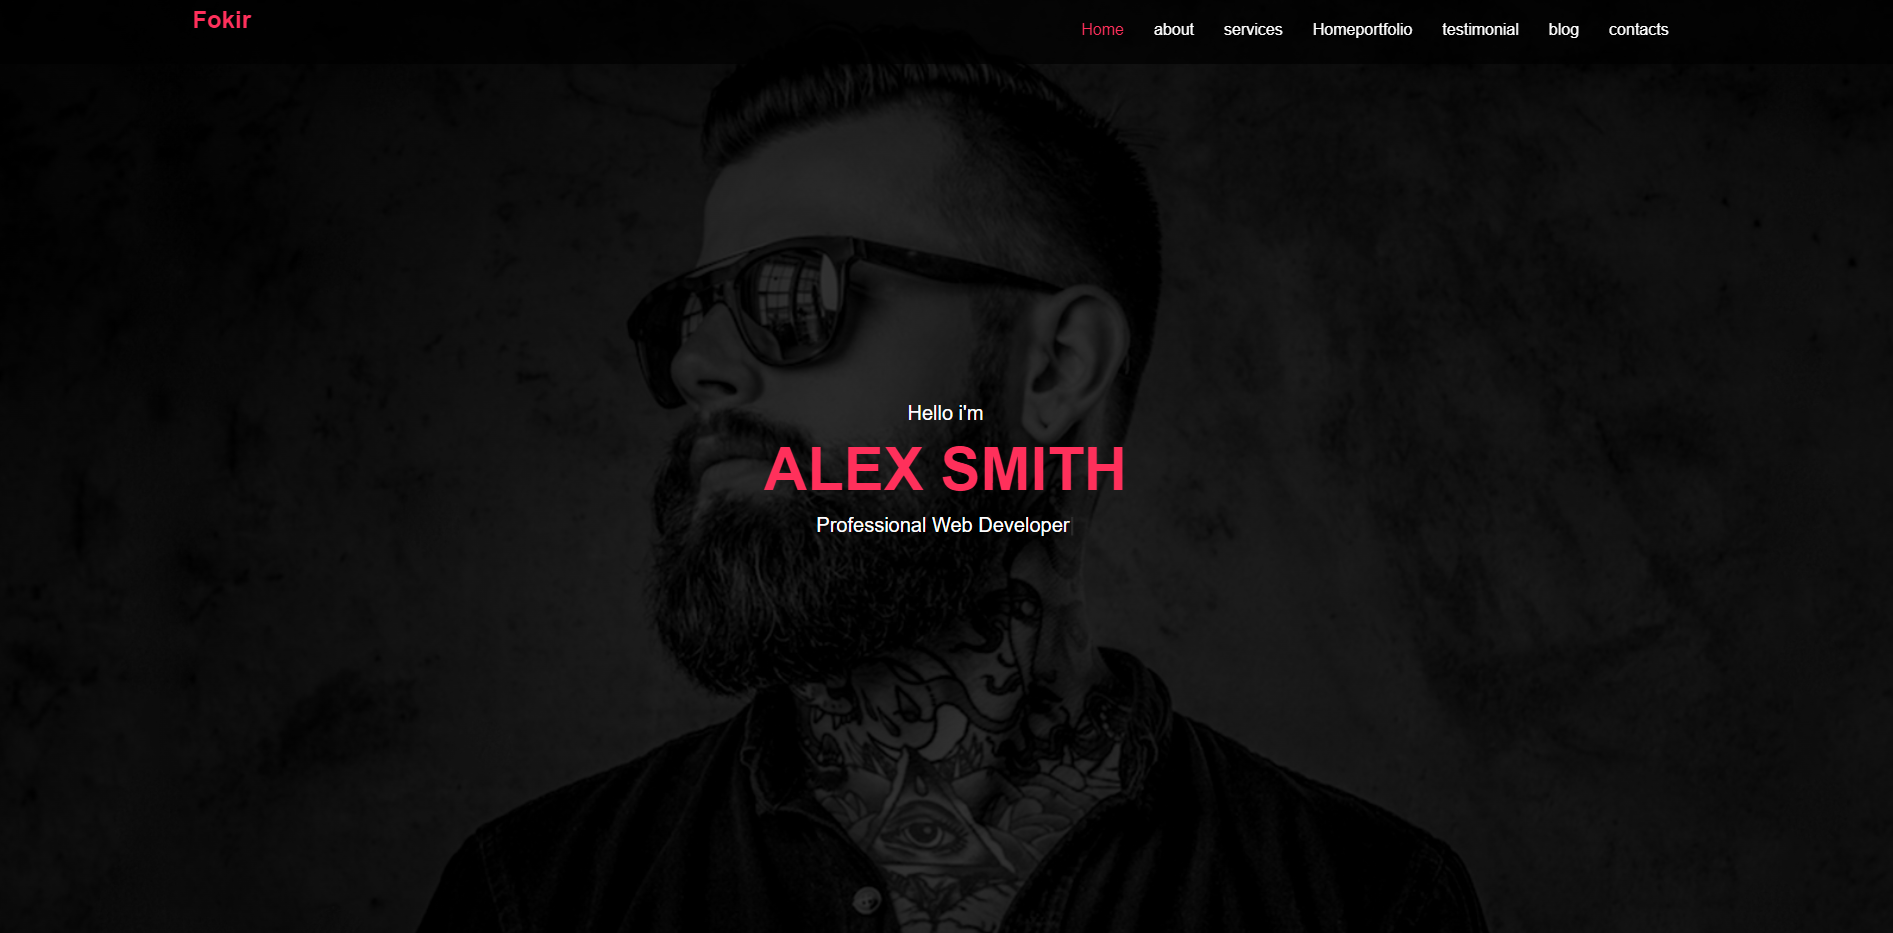 Fokir
Home about services Homeportfolio testimonial blog contacts
Hello i'm
ALEX SMITH
Professional Web Developer